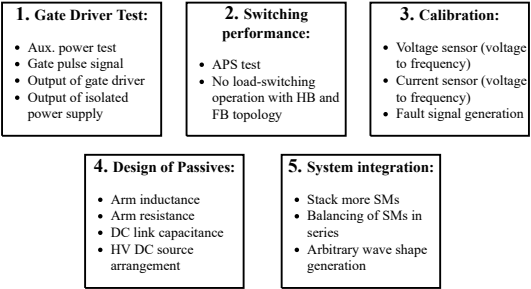 1. Gate Driver Test:
• Aux. power test
• Gate pulse signal
• Output of gate driver
• Output of isolated
power supply
2. Switching
performance:
• APS test
• No load-switching
operation with HB and
FB topology
3. Calibration:
• Voltage sensor (voltage
to frequency)
• Current sensor (voltage
to frequency)
• Fault signal generation
4. Design of Passives:
• Arm inductance
• Arm resistance
• DC link capacitance
• HV DC source
arrangement
5. System integration:
• Stack more SMs
• Balancing of SMs in
series
• Arbitrary wave shape
generation